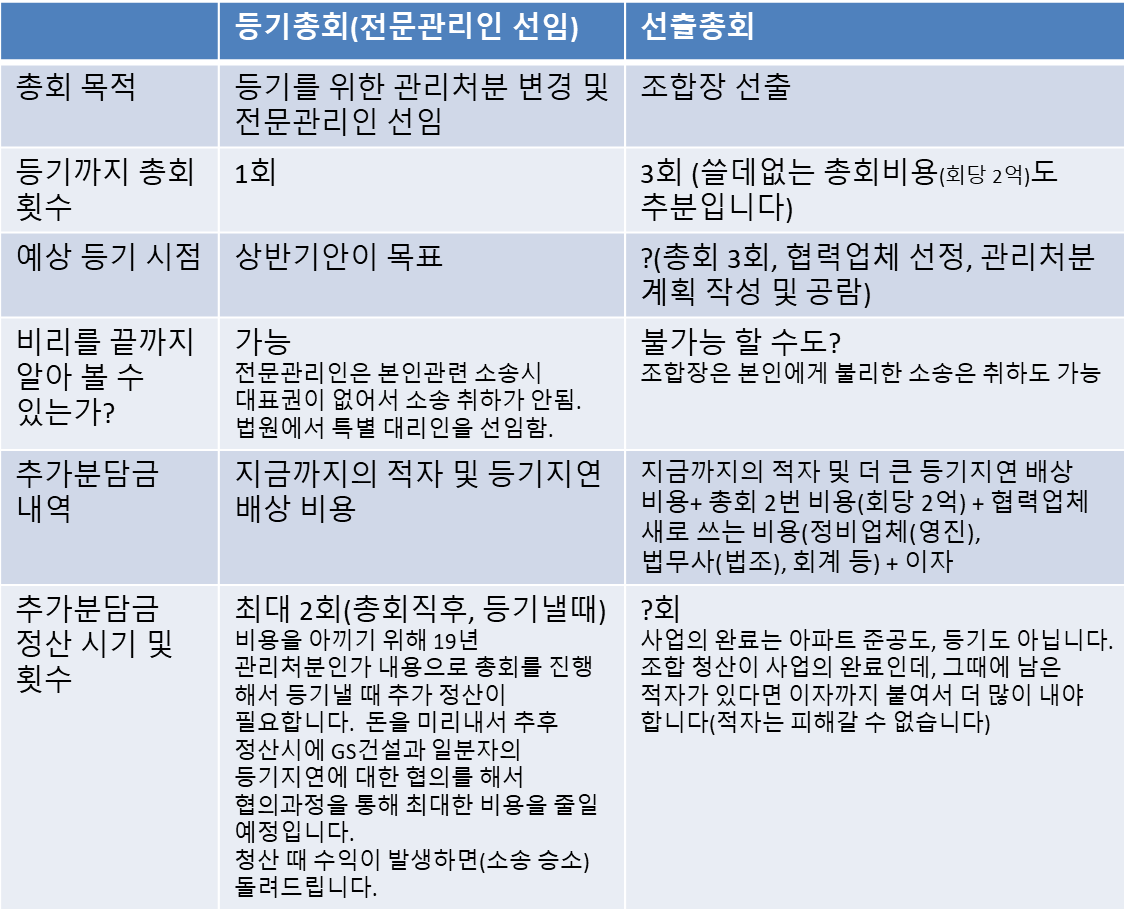 등기총회(전문관리인 선임)
선출총회
총회 목적
등기를 위한 관리처분 변경 및
전문관리인 선임
조합장 선출
등기까지 총회
횟수
1회
3회 (쓸데없는 총회비용(회당 2억)도
추분입니다)
예상 등기 시점
상반기안이 목표
?(총회 3회, 협력업체 선정, 관리처분
계획 작성 및 공람)
비리를 끝까지
알아 볼 수
있는가?
가능
전문관리인은 본인관련 소송시
대표권이 없어서 소송 취하가 안됨.
법원에서 특별 대리인을 선임함.
불가능 할 수도?
조합장은 본인에게 불리한 소송은 취하도 가능
추가분담금
내역
지금까지의 적자 및 등기지연
배상 비용
지금까지의 적자 및 더 큰 등기지연 배상
비용+ 총회 2번 비용(회당 2억) + 협력업체
새로 쓰는 비용(정비업체(영진),
법무사(법조), 회계 등) + 이자
추가분담금
정산 시기 및
횟수
최대 2회(총회직후, 등기낼때)
비용을 아끼기 위해 19년
관리처분인가 내용으로 총회를 진행
해서 등기낼 때 추가 정산이
필요합니다. 돈을 미리내서 추후
정산시에 GS건설과 일분자의
등기지연에 대한 협의를 해서
협의과정을 통해 최대한 비용을 줄일
예정입니다.
청산 때 수익이 발생하면(소송 승소)
돌려드립니다.
?회
사업의 완료는 아파트 준공도, 등기도 아닙니다.
조합 청산이 사업의 완료인데, 그때에 남은
적자가 있다면 이자까지 붙여서 더 많이 내야
합니다(적자는 피해갈 수 없습니다)